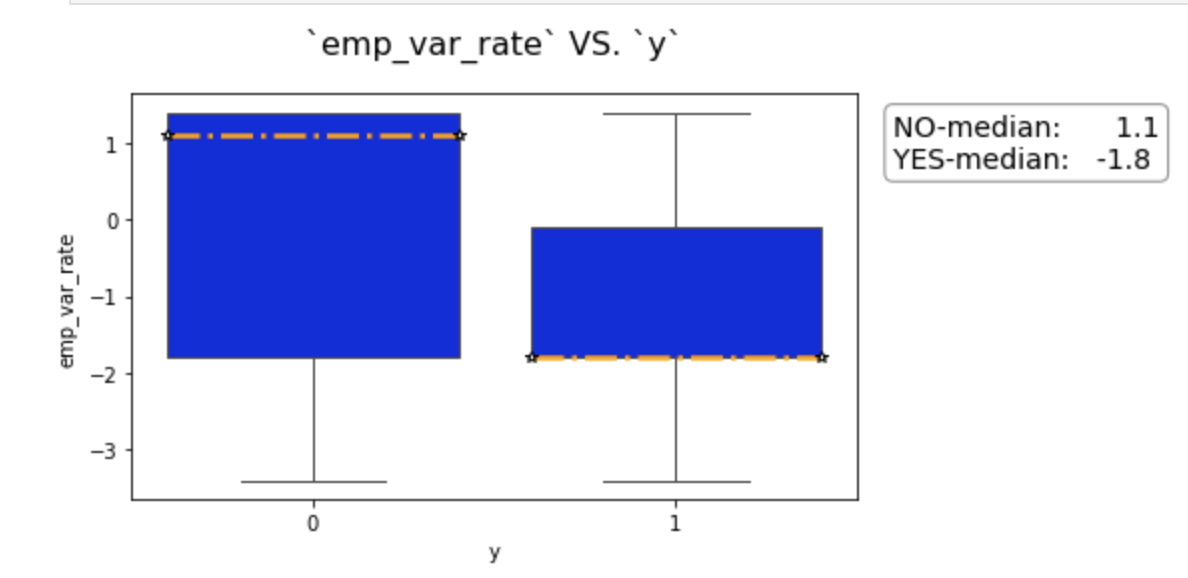 `emp_var_rate` VS. `y`
NO-median: 1.1
YES-median: -1.8
emp_var_rate
1
0
−1
−2
−3
0
1
y